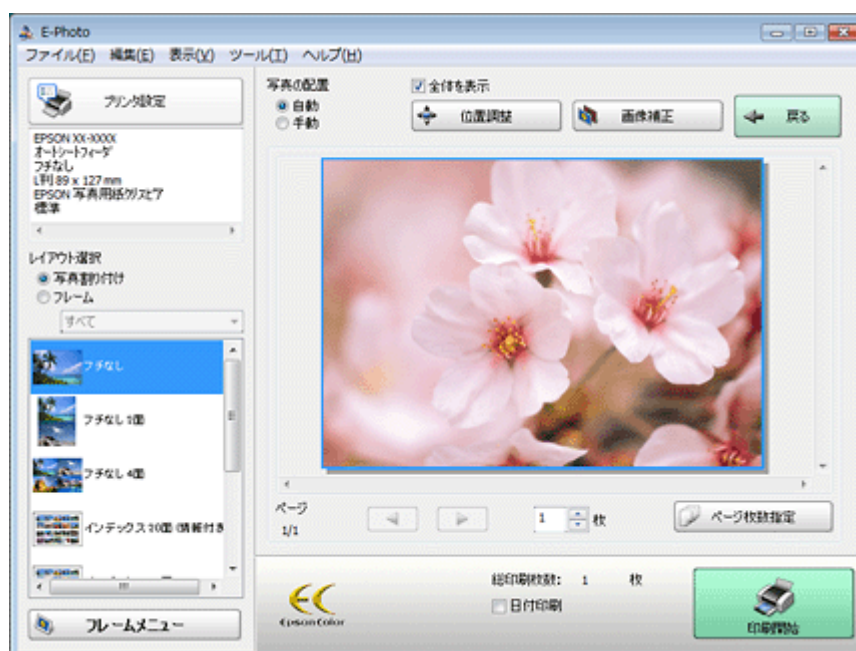 E-Photo
ファイル(F) 編集(E) 表示(V) ツール(T) ヘルプ(H)
プリンタ設定
EPSON XX-XXXX
オートシートフィーダ
フチなし
L判 89 x 127 mm
EPSON 写真用紙クリスピア
標準
レイアウト選択
写真割り付け
フレーム
すべて
フチなし
フチなし 1面
フチなし 4面
インデックス 20面 (情報付き
フレームメニュー
写真の配置
自動
手動
全体を表示
位置調整
画像補正
戻る
ページ
1/1
1 枚
ページ枚数指定
EC
Epson Color
総印刷枚数: 1 枚
日付印刷
印刷開始